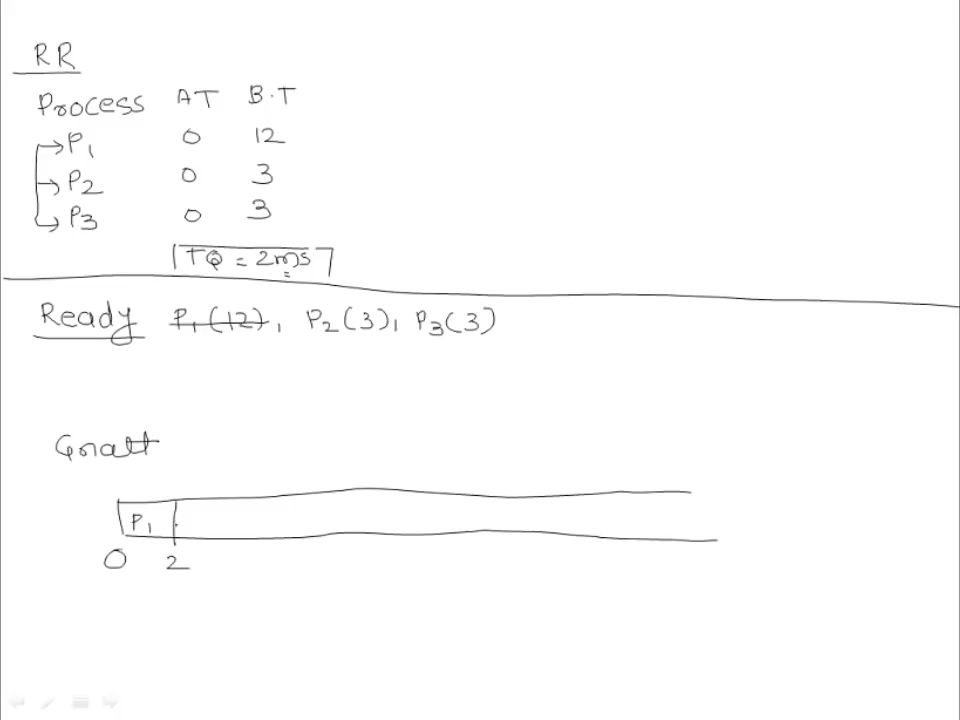 RR
Process AT B.T
P1 0 12
P2 0 3
P3 0 3
TQ = 2ms
Ready P1(12), P2(3), P3(3)
Gnatt
P1
0 2